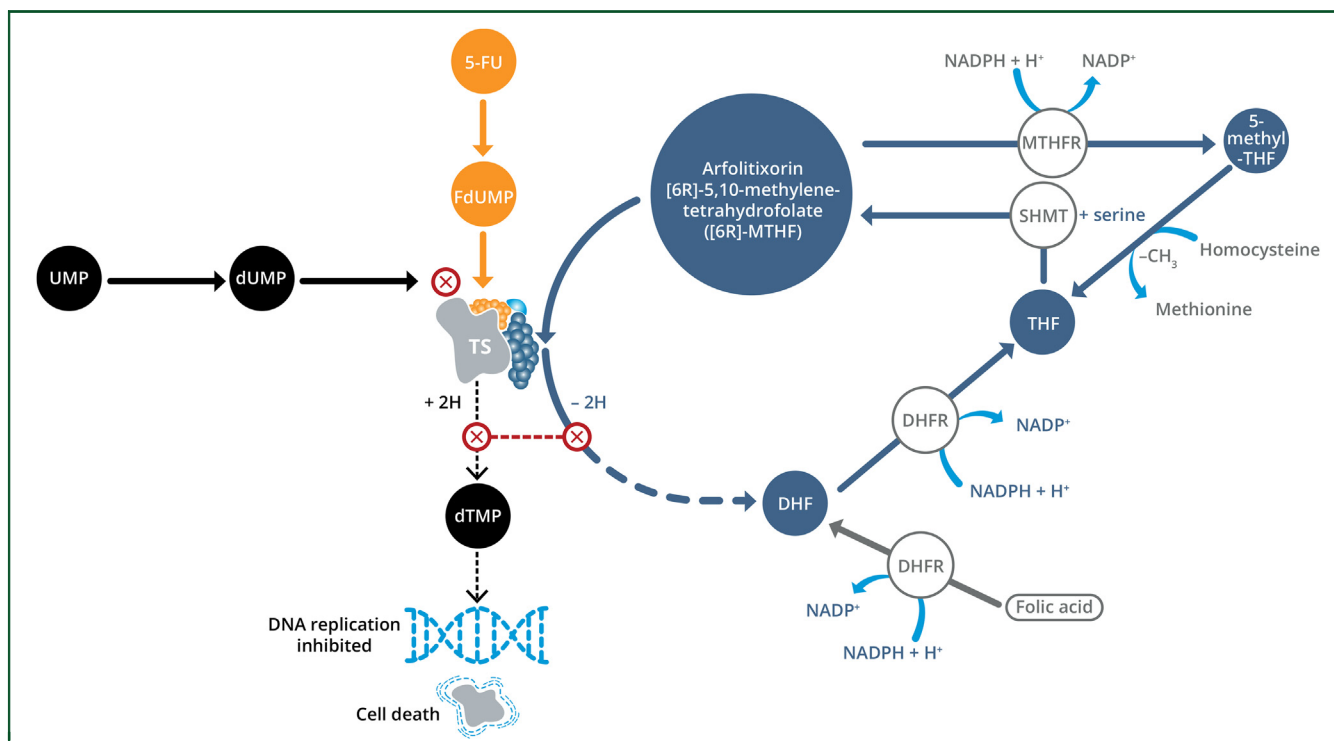 5-FU
FdUMP
UMP
dUMP
TS
+ 2H
– 2H
dTMP
DNA replication
inhibited
Cell death
Arfolitixorin
[6R]-5,10-methylene-
tetrahydrofolate
([6R]-MTHF)
NADPH + H⁺
NADP⁺
MTHFR
5-
methyl
-THF
SHMT
+ serine
–CH₃
Homocysteine
Methionine
THF
DHFR
NADP⁺
NADPH + H⁺
DHF
DHFR
NADP⁺
NADPH + H⁺
Folic acid